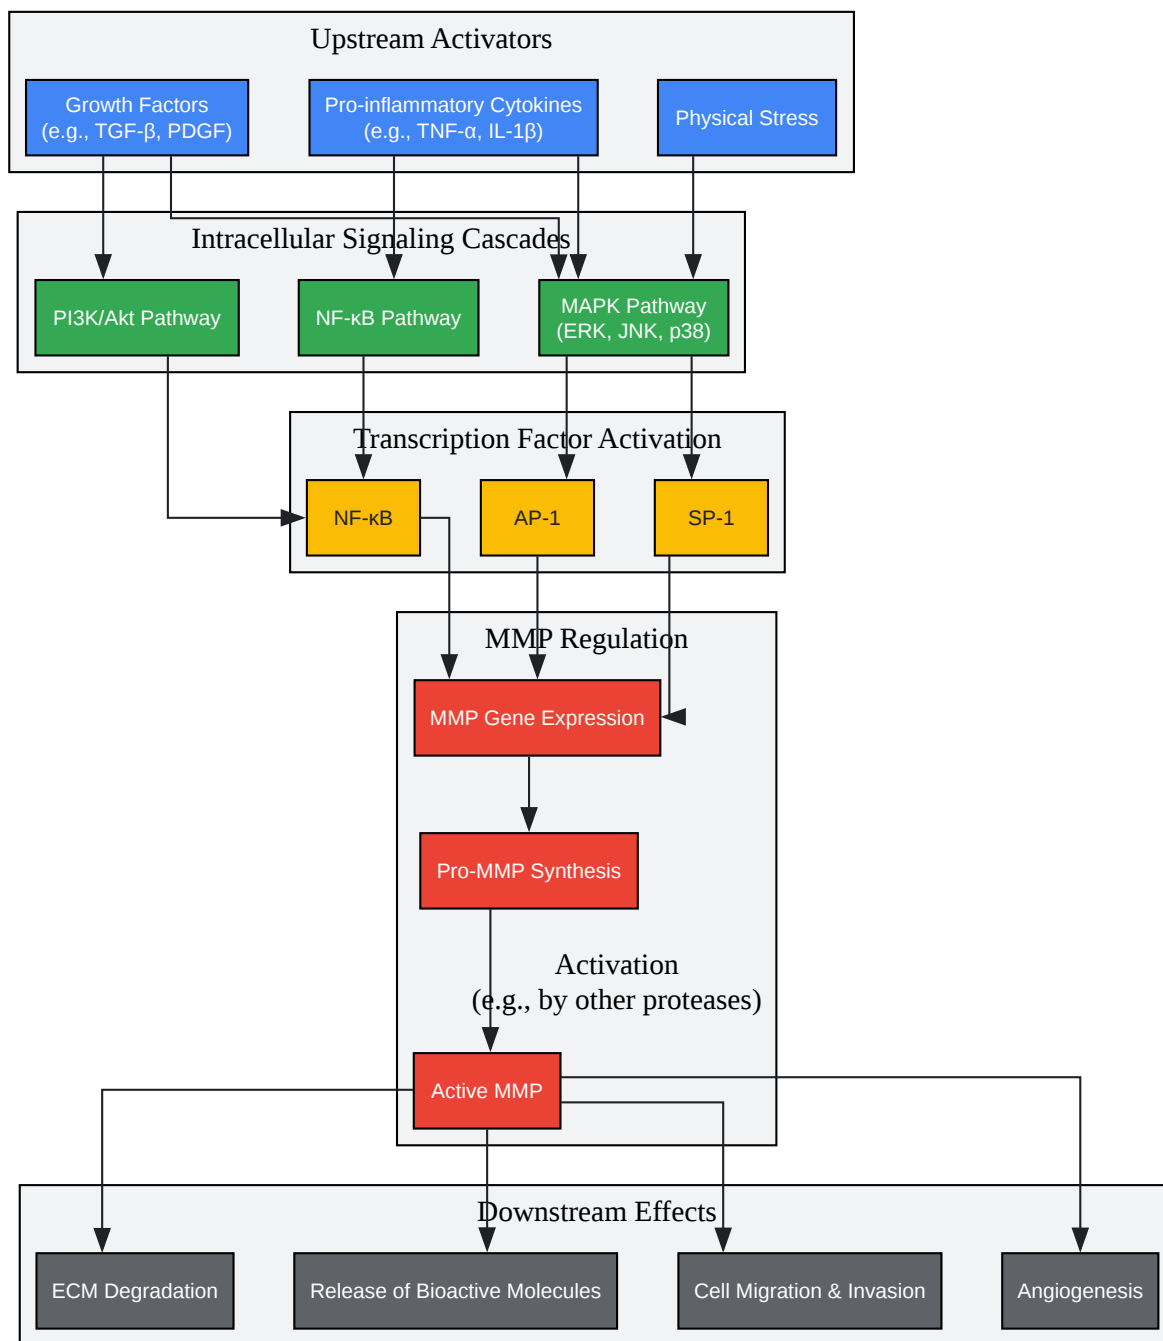 Upstream Activators
Growth Factors
(e.g., TGF-β, PDGF)
Pro-inflammatory Cytokines
(e.g., TNF-α, IL-1β)
Physical Stress
Intracellular Signaling Cascades
PI3K/Akt Pathway
NF-κB Pathway
MAPK Pathway
(ERK, JNK, p38)
Transcription Factor Activation
NF-κB
AP-1
SP-1
MMP Regulation
MMP Gene Expression
Pro-MMP Synthesis
Activation
(e.g., by other proteases)
Active MMP
Downstream Effects
ECM Degradation
Release of Bioactive Molecules
Cell Migration & Invasion
Angiogenesis